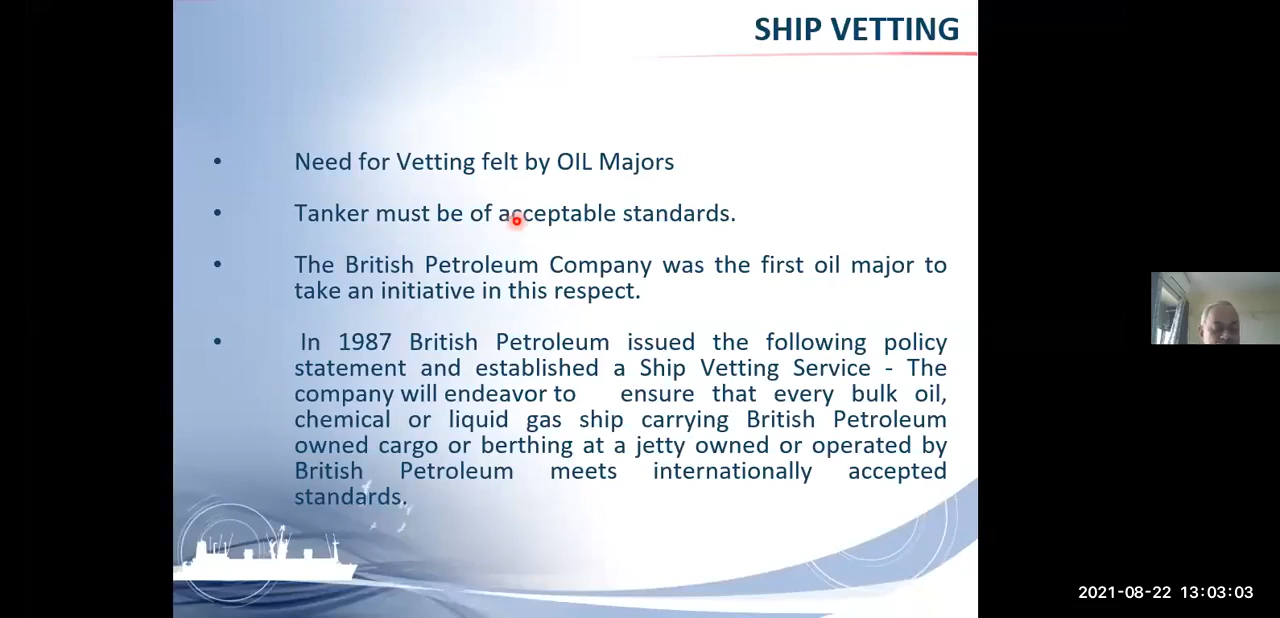 SHIP VETTING
• Need for Vetting felt by OIL Majors
• Tanker must be of acceptable standards.
• The British Petroleum Company was the first oil major to
take an initiative in this respect.
• In 1987 British Petroleum issued the following policy
statement and established a Ship Vetting Service - The
company will endeavor to ensure that every bulk oil,
chemical or liquid gas ship carrying British Petroleum
owned cargo or berthing at a jetty owned or operated by
British Petroleum meets internationally accepted
standards.
2021-08-22 13:03:03